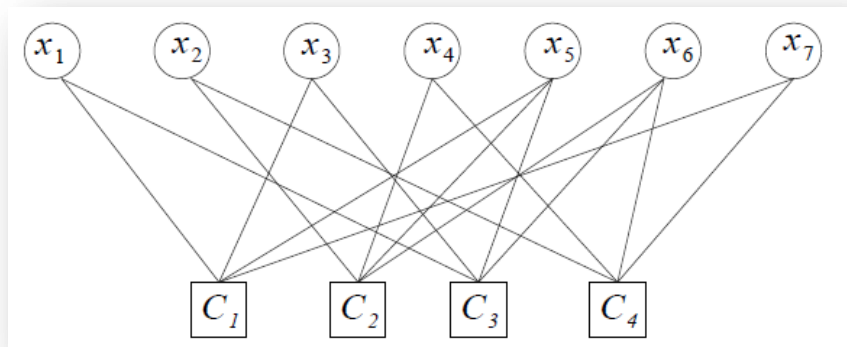 x₁ x₂ x₃ x₄ x₅ x₆ x₇
C₁ C₂ C₃ C₄